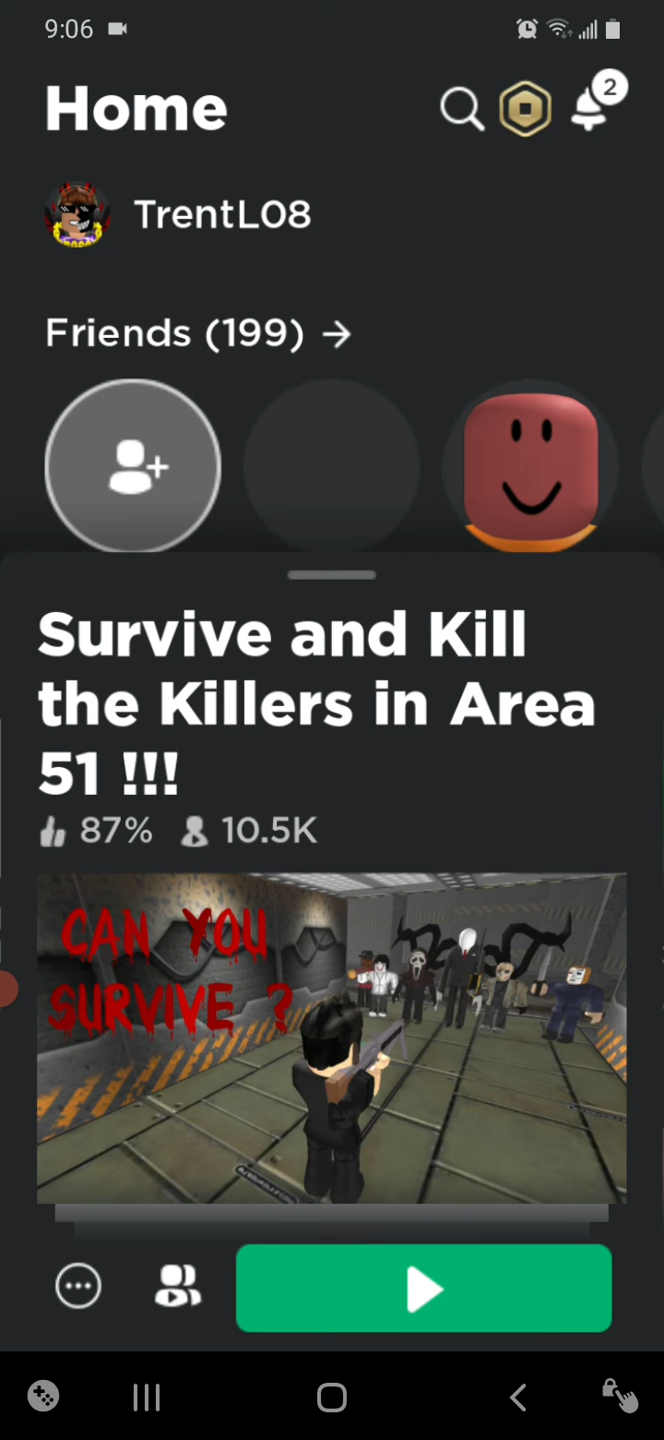 9:06
Home
2
TrentL08
Friends (199) →
Survive and Kill
the Killers in Area
51 !!!
87% 10.5K
CAN YOU
SURVIVE ?